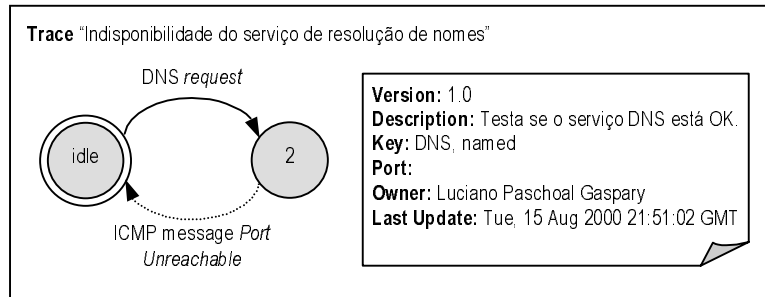 Trace “Indisponibilidade do serviço de resolução de nomes”
DNS request
idle
2
ICMP message Port
Unreachable
Version: 1.0
Description: Testa se o serviço DNS está OK.
Key: DNS, named
Port:
Owner: Luciano Paschoal Gaspary
Last Update: Tue, 15 Aug 2000 21:51:02 GMT